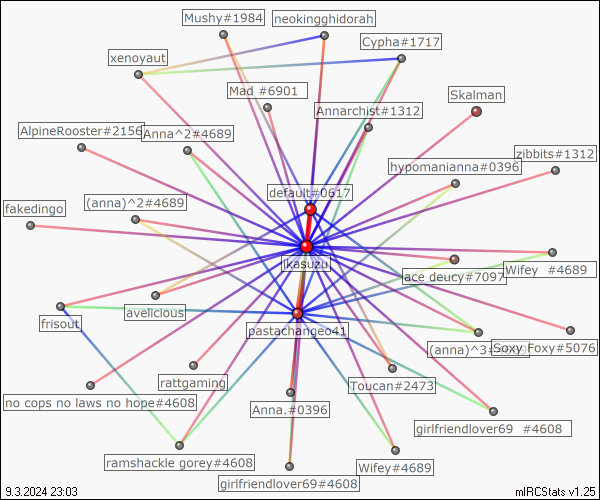 Mushy#1984
neokingghidorah
Cypha#1717
xenoyaut
Mad #6901
Skalman
Annarchist#1312
AlpineRooster#2156
Anna^2#4689
zibbits#1312
hypomanianna#0396
default#0617
(anna)^2#4689
fakedingo
ikasuzu
Wifey #4689
ace deucy#7097
avelicious
frisout
pastachangeo41
(anna)^3#
Soxy Foxy#5076
rattgaming
Toucan#2473
no cops no laws no hope#4608
Anna.#0396
girlfriendlover69 #4608
ramshackle gorey#4608
Wifey#4689
girlfriendlover69#4608
9.3.2024 23:03
mIRCStats v1.25